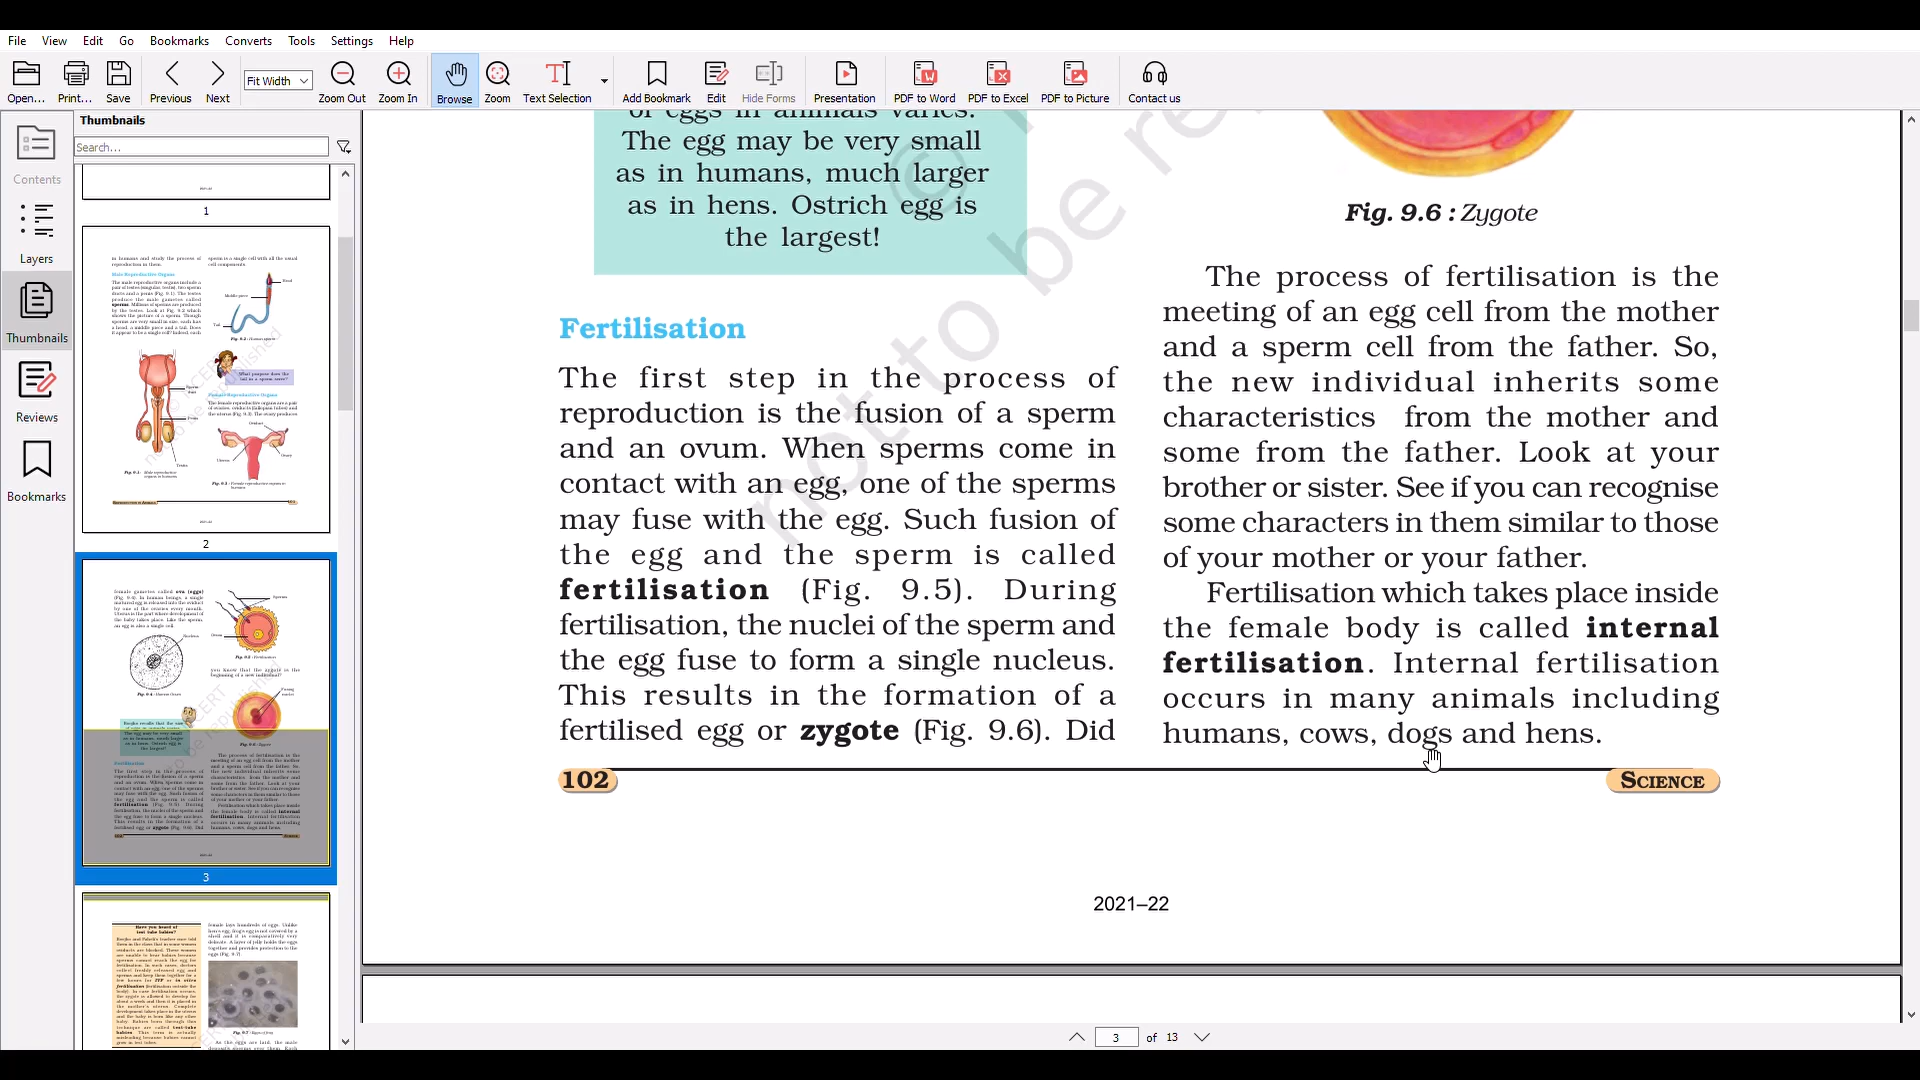 File View Edit Go Bookmarks Converts Tools Settings Help
Open... Print... Save Previous Next Fit Width Zoom Out Zoom In Browse Zoom Text Selection Add Bookmark Edit Hide Forms Presentation PDF to Word PDF to Excel PDF to Picture Contact us
Contents
Layers
Thumbnails
Reviews
Bookmarks
Thumbnails
Search...
1
2
3
of eggs in animals varies.
The egg may be very small
as in humans, much larger
as in hens. Ostrich egg is
the largest!
Fertilisation
The first step in the process of
reproduction is the fusion of a sperm
and an ovum. When sperms come in
contact with an egg, one of the sperms
may fuse with the egg. Such fusion of
the egg and the sperm is called
fertilisation (Fig. 9.5). During
fertilisation, the nuclei of the sperm and
the egg fuse to form a single nucleus.
This results in the formation of a
fertilised egg or zygote (Fig. 9.6). Did
Fig. 9.6 : Zygote
The process of fertilisation is the
meeting of an egg cell from the mother
and a sperm cell from the father. So,
the new individual inherits some
characteristics from the mother and
some from the father. Look at your
brother or sister. See if you can recognise
some characters in them similar to those
of your mother or your father.
Fertilisation which takes place inside
the female body is called internal
fertilisation. Internal fertilisation
occurs in many animals including
humans, cows, dogs and hens.
102
SCIENCE
2021–22
not to be re
©
3 of 13